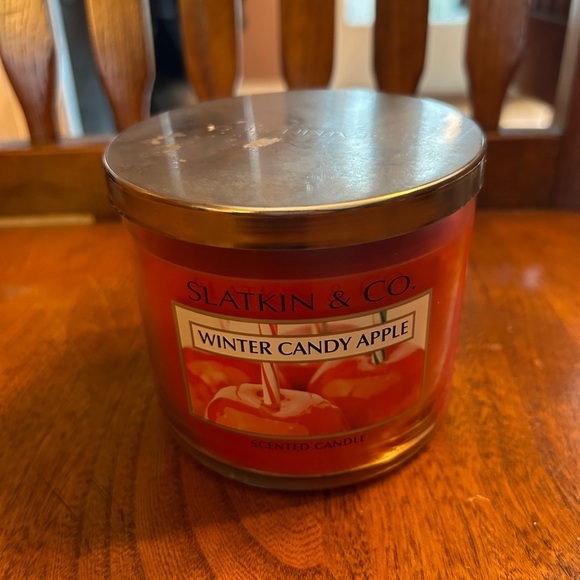 SLATKIN & CO.
WINTER CANDY APPLE
SCENTED CANDLE